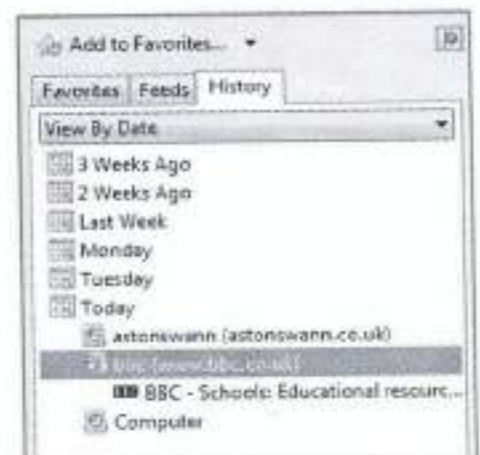 Add to Favorites...
Favorites Feeds History
View By Date
3 Weeks Ago
2 Weeks Ago
Last Week
Monday
Tuesday
Today
astonswann (astonswann.co.uk)
bbc (www.bbc.co.uk)
BBC - Schools: Educational resourc...
Computer